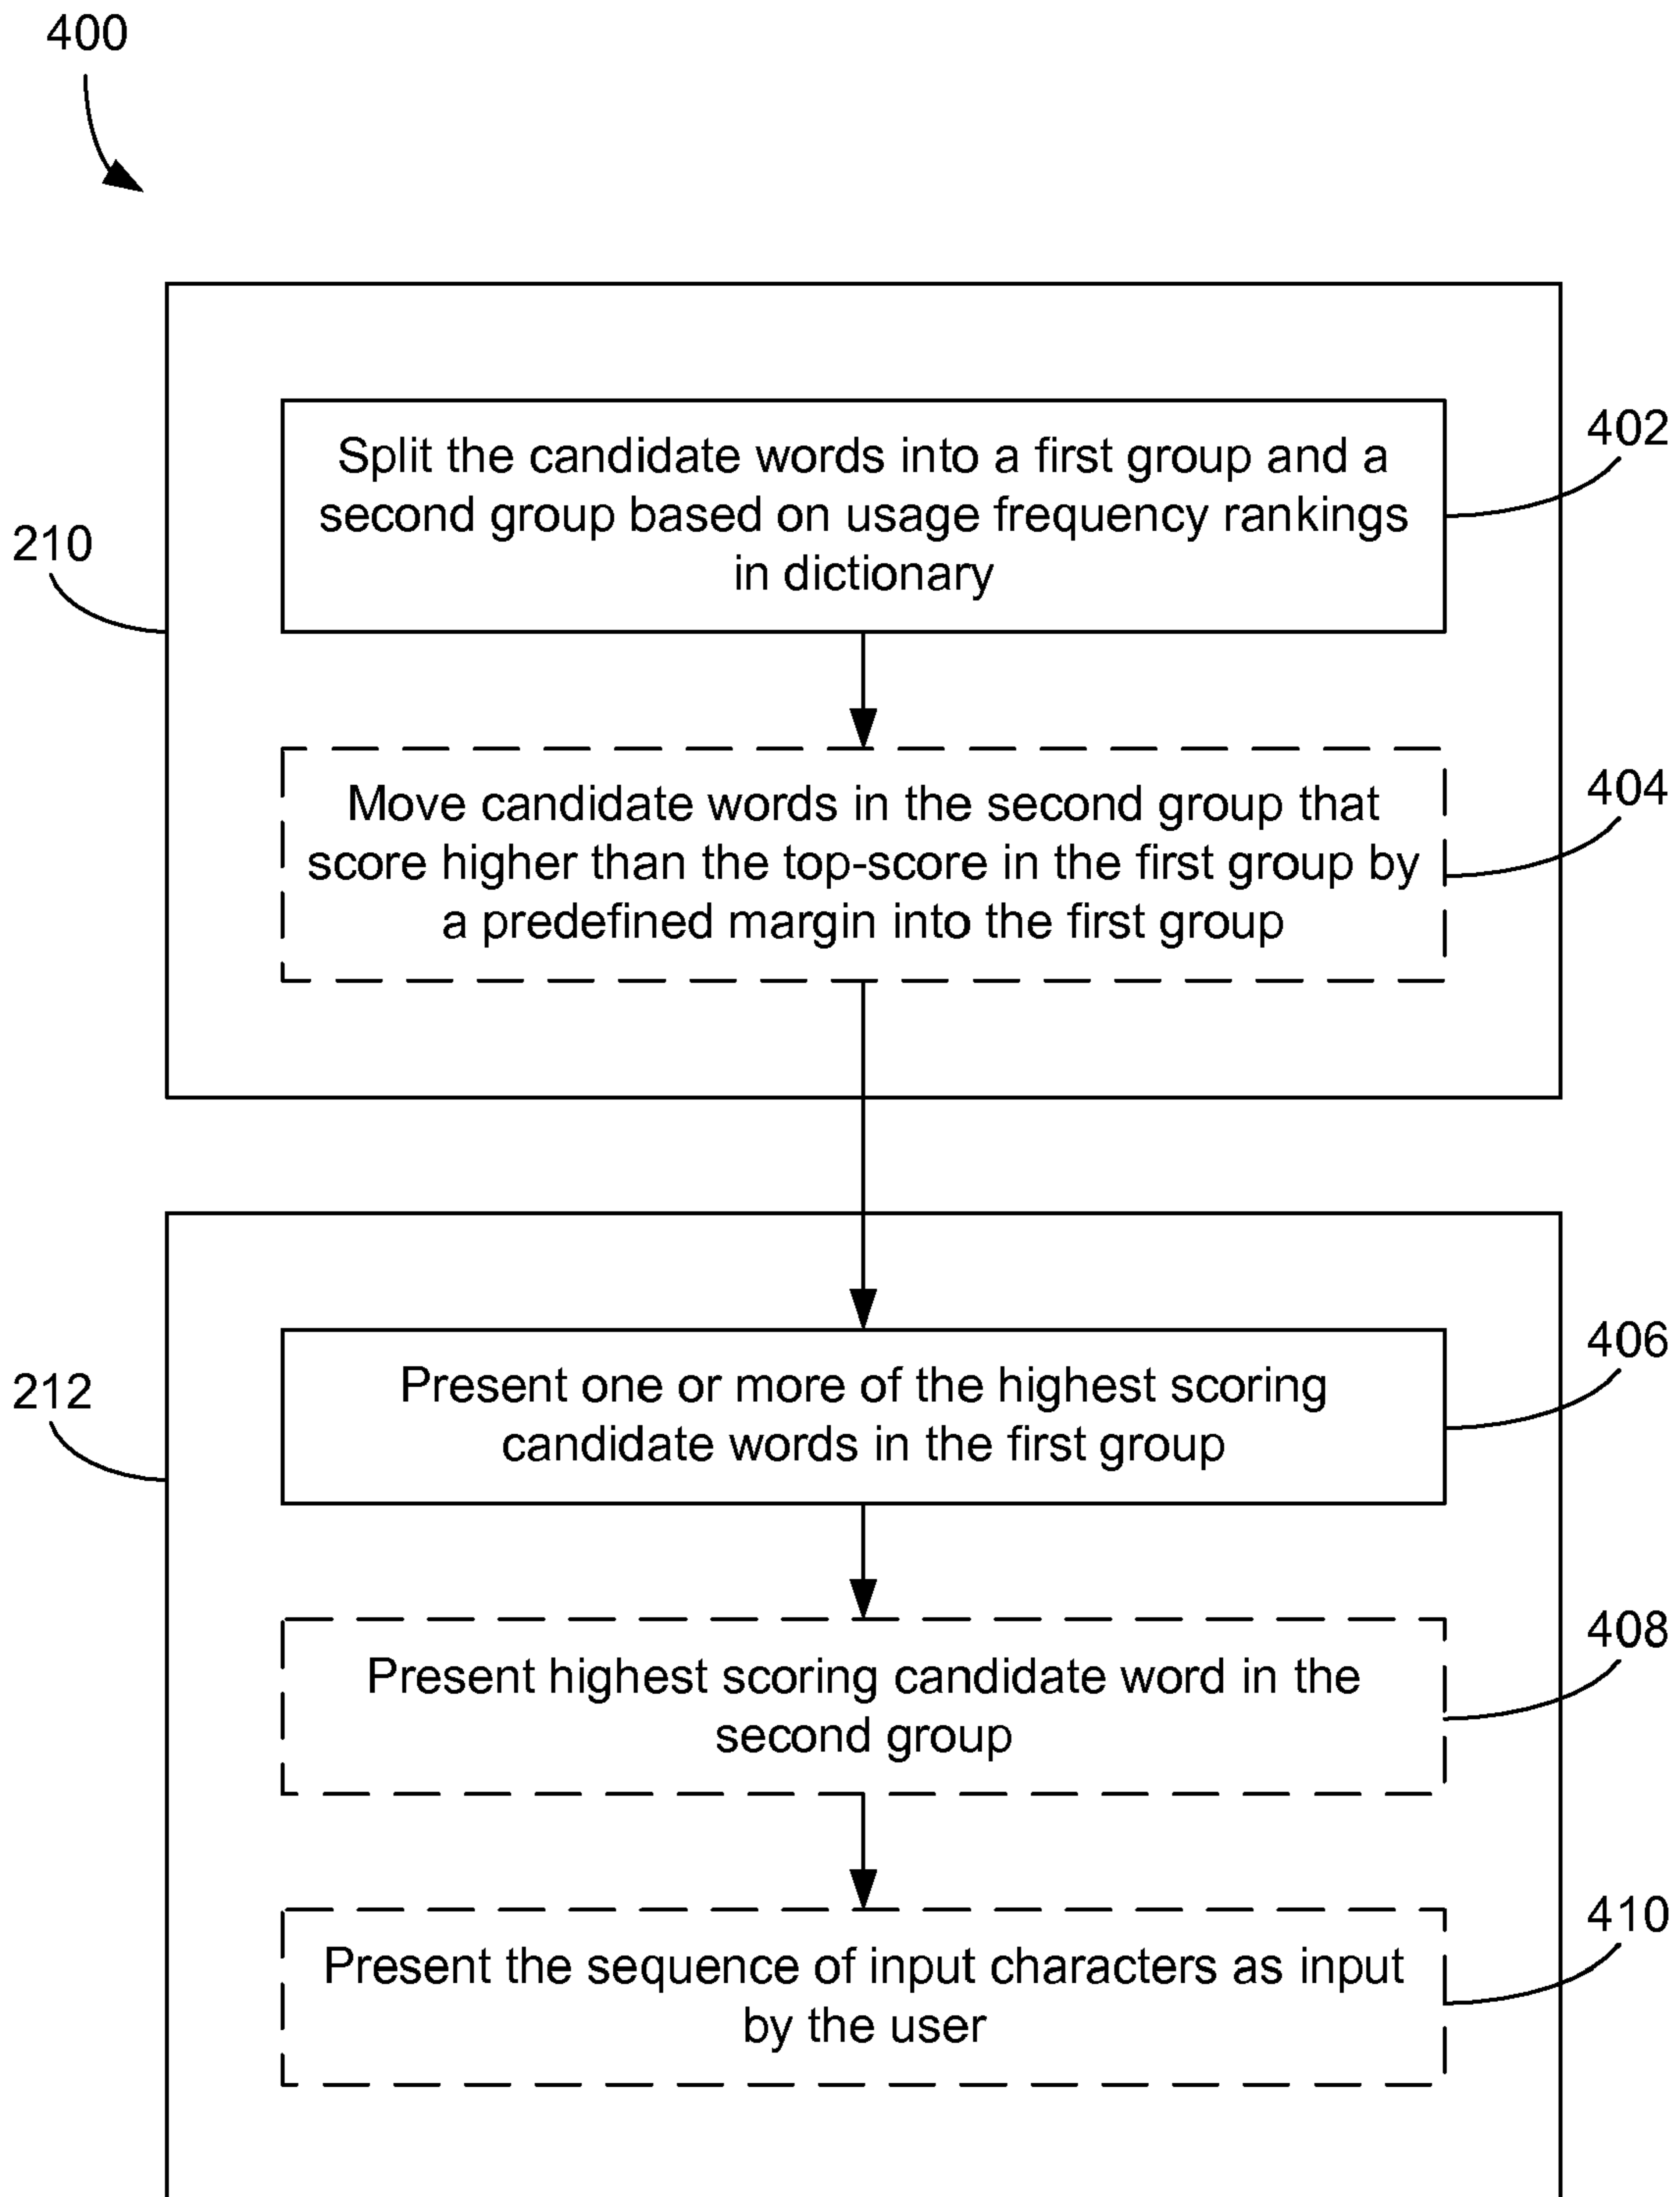 400
Split the candidate words into a first group and a
second group based on usage frequency rankings
in dictionary
402
210
Move candidate words in the second group that
score higher than the top-score in the first group by
a predefined margin into the first group
404
Present one or more of the highest scoring
candidate words in the first group
406
212
Present highest scoring candidate word in the
second group
408
Present the sequence of input characters as input
by the user
410